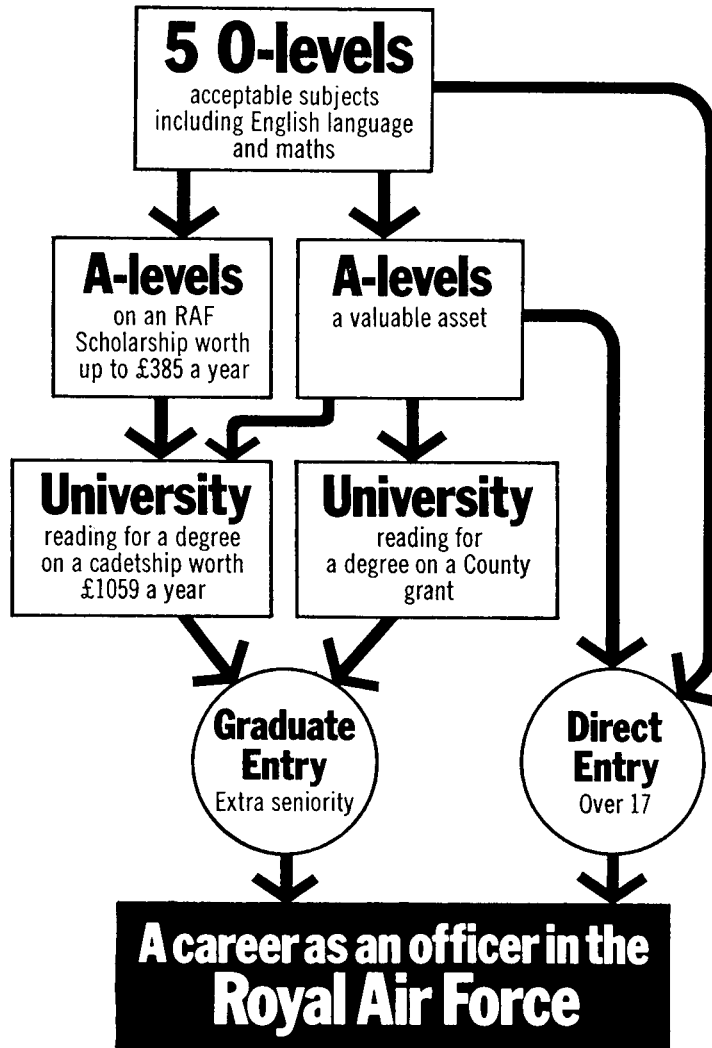 5 O-levels
acceptable subjects
including English language
and maths
A-levels
on an RAF
Scholarship worth
up to £385 a year
A-levels
a valuable asset
University
reading for a degree
on a cadetship worth
£1059 a year
University
reading for
a degree on a County
grant
Graduate
Entry
Extra seniority
Direct
Entry
Over 17
A career as an officer in the
Royal Air Force